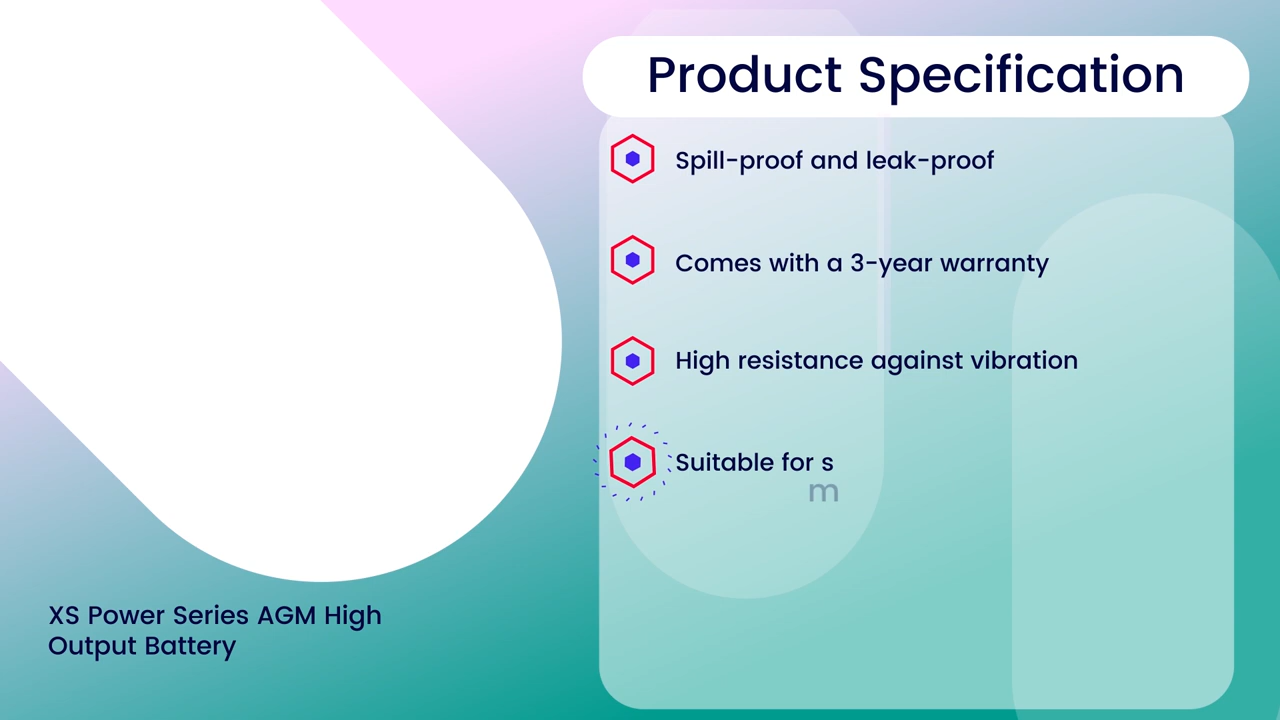 Product Specification
Spill-proof and leak-proof
Comes with a 3-year warranty
High resistance against vibration
Suitable for s
m
XS Power Series AGM High
Output Battery